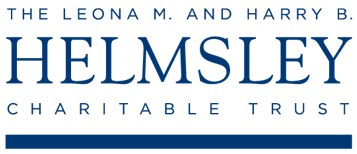 THE LEONA M. AND HARRY B.
HELMSLEY
CHARITABLE TRUST